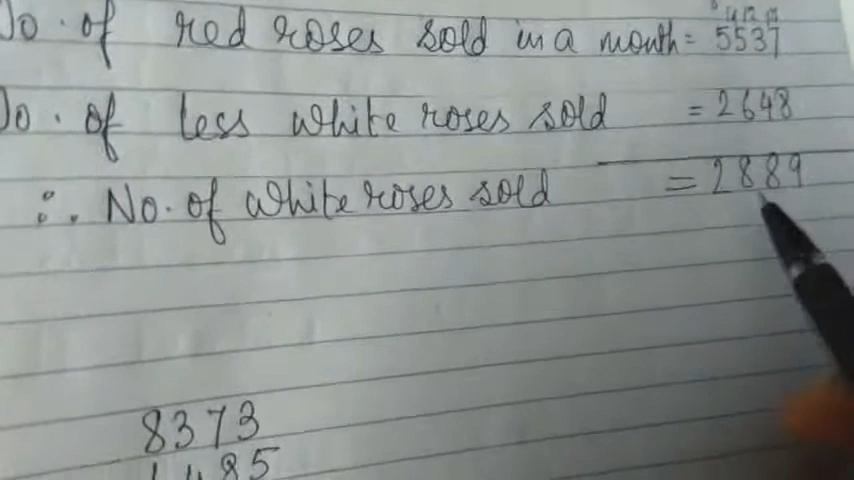 No. of red roses sold in a month = 5537
No. of less white roses sold = 2648
∴ No. of white roses sold = 2889
8373
1485